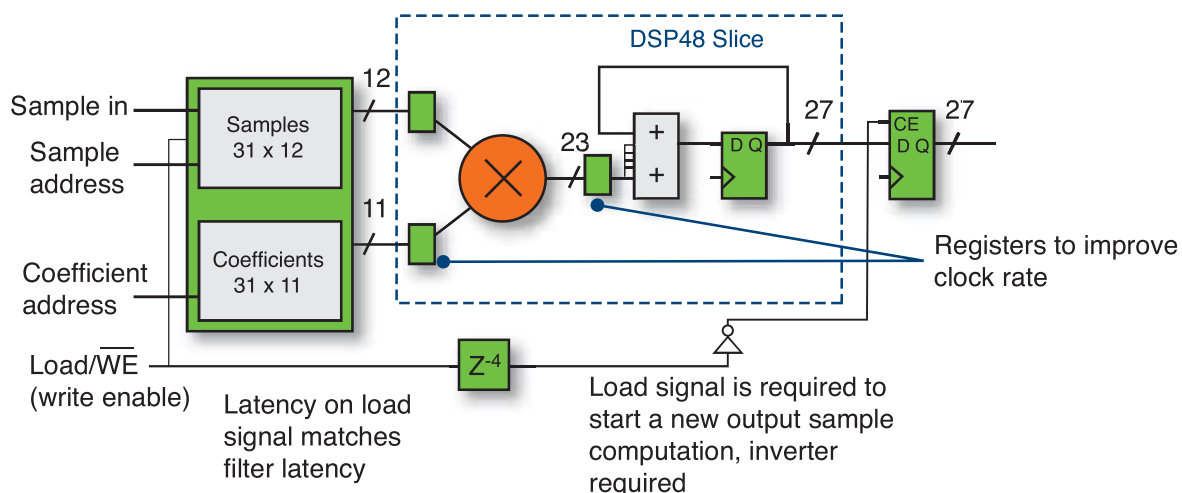 DSP48 Slice
Sample in
Sample
address
Samples
31 x 12
12
Coefficient
address
Coefficients
31 x 11
11
23
+
+
D Q
27
CE
D Q
27
Registers to improve
clock rate
Load/W̅E̅
(write enable)
Z-4
Latency on load
signal matches
filter latency
Load signal is required to
start a new output sample
computation, inverter
required